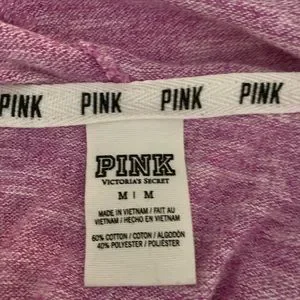 PINK PINK PINK PINK
PINK
VICTORIA'S SECRET
M | M
MADE IN VIETNAM / FAIT AU
VIETNAM / HECHO EN VIETNAM
60% COTTON / COTON / ALGODÓN
40% POLYESTER / POLIÉSTER